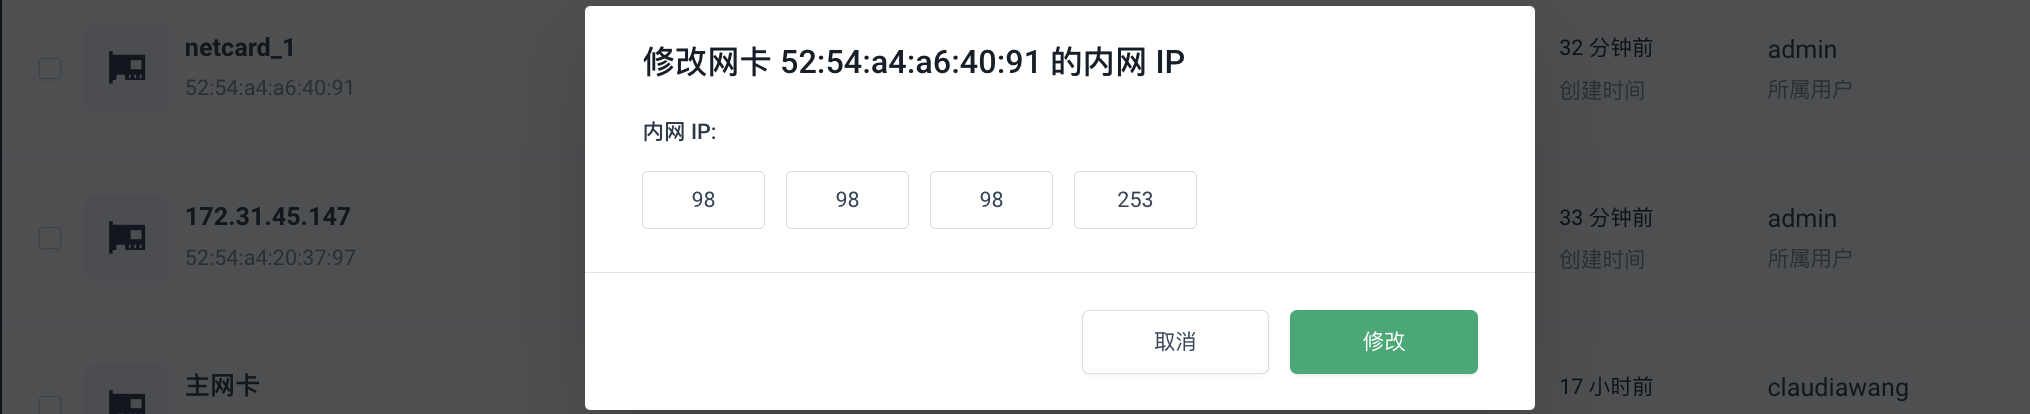 netcard_1
52:54:a4:a6:40:91
32 分钟前
创建时间
admin
所属用户
172.31.45.147
52:54:a4:20:37:97
33 分钟前
创建时间
admin
所属用户
主网卡
17 小时前
claudiawang
修改网卡 52:54:a4:a6:40:91 的内网 IP
内网 IP:
98 98 98 253
取消 修改